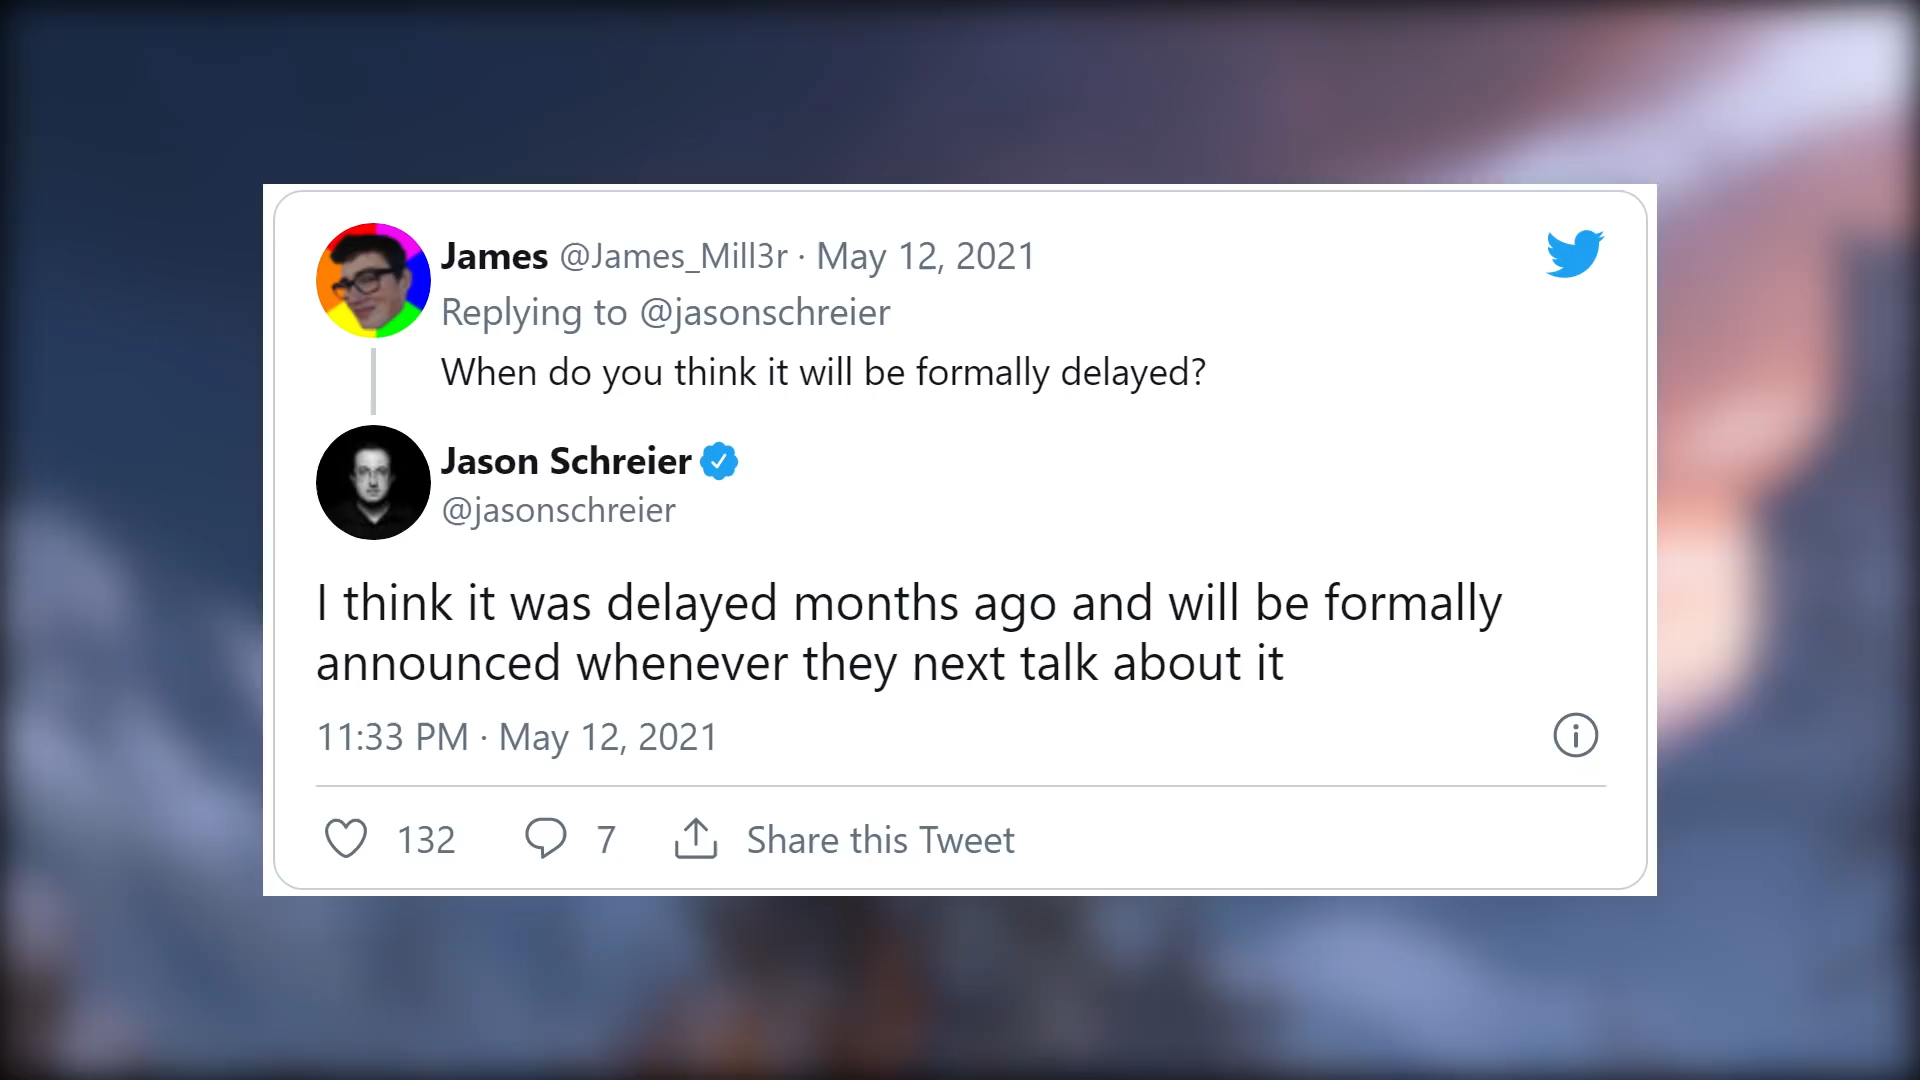 James @James_Mill3r · May 12, 2021
Replying to @jasonschreier
When do you think it will be formally delayed?
Jason Schreier
@jasonschreier
I think it was delayed months ago and will be formally
announced whenever they next talk about it
11:33 PM · May 12, 2021
132 7 Share this Tweet